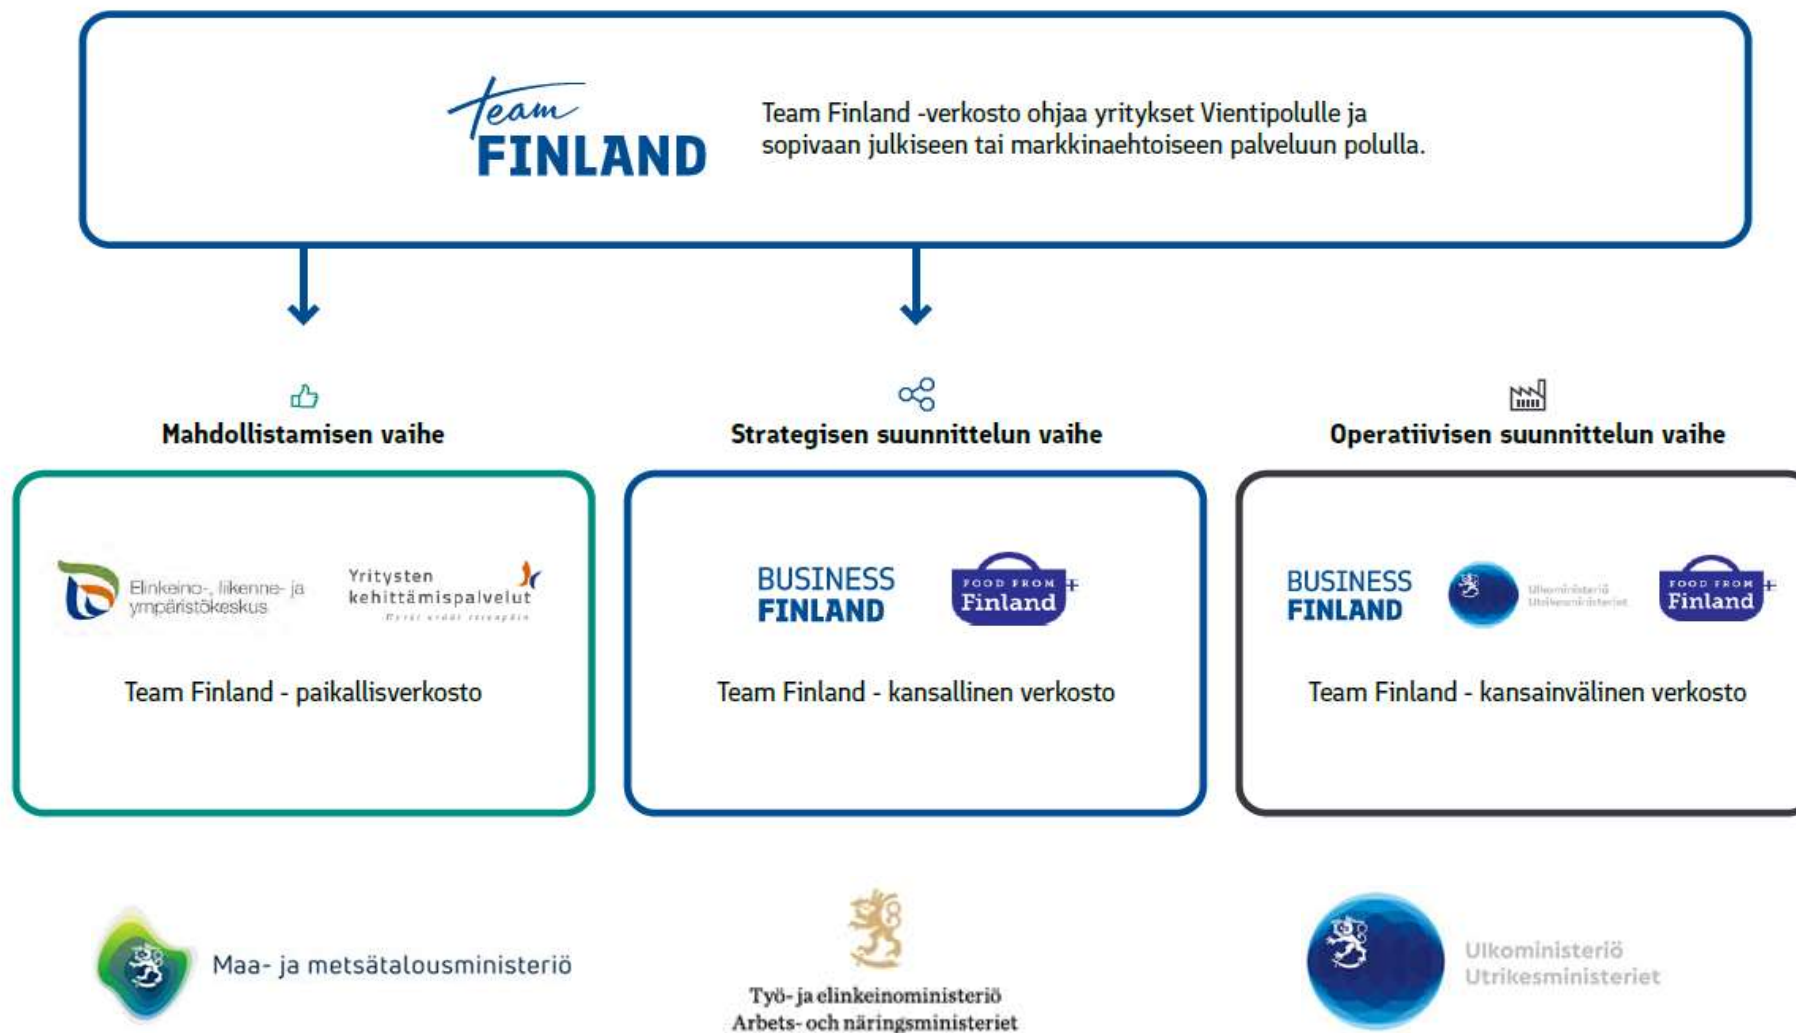 team
FINLAND
Team Finland -verkosto ohjaa yritykset Vientipolulle ja
sopivaan julkiseen tai markkinaehtoiseen palveluun polulla.
Mahdollistamisen vaihe
Strategisen suunnittelun vaihe
Operatiivisen suunnittelun vaihe
Elinkeino-, liikenne- ja
ympäristökeskus
Yritysten
kehittämispalvelut
Team Finland - paikallisverkosto
BUSINESS
FINLAND
FOOD FROM
Finland
Team Finland - kansallinen verkosto
BUSINESS
FINLAND
Ulkoministeriö
Utrikesministeriet
FOOD FROM
Finland
Team Finland - kansainvälinen verkosto
Maa- ja metsätalousministeriö
Työ- ja elinkeinoministeriö
Arbets- och näringsministeriet
Ulkoministeriö
Utrikesministeriet